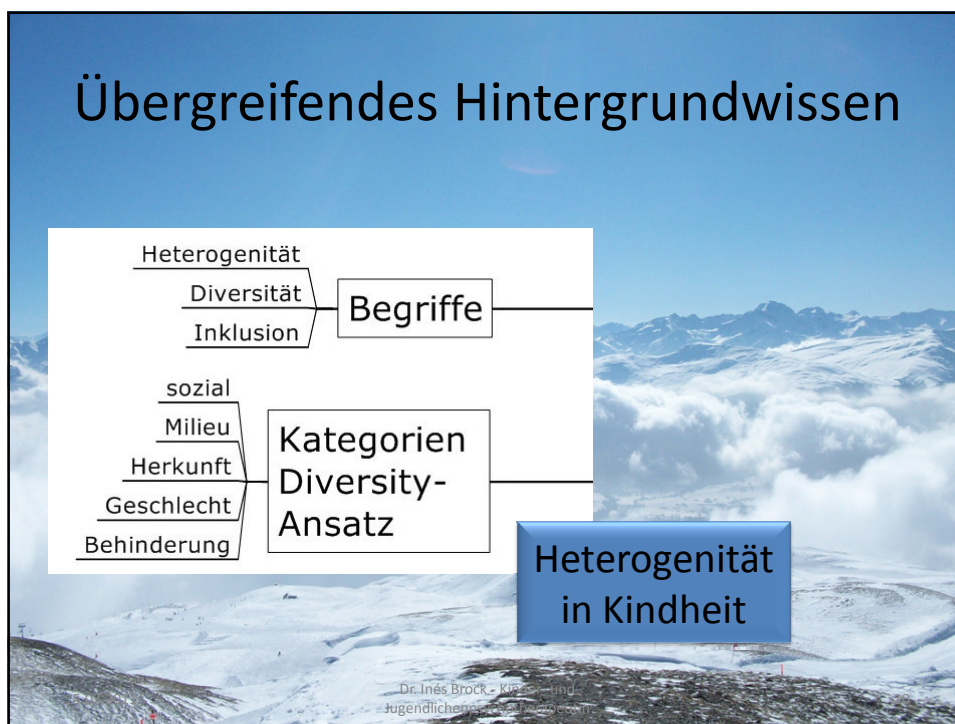 Übergreifendes Hintergrundwissen
Heterogenität
Diversität
Inklusion
Begriffe
sozial
Milieu
Herkunft
Geschlecht
Behinderung
Kategorien
Diversity-
Ansatz
Heterogenität
in Kindheit
Dr. Inés Brock - Kinder- und